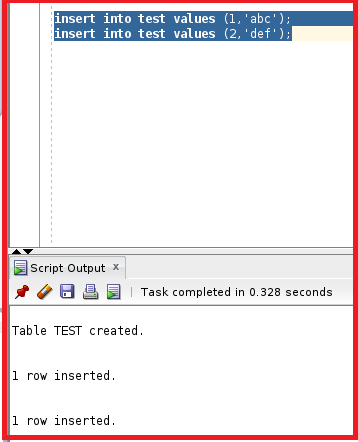 insert into test values (1,'abc');
insert into test values (2,'def');
Script Output x
Task completed in 0.328 seconds
Table TEST created.
1 row inserted.
1 row inserted.